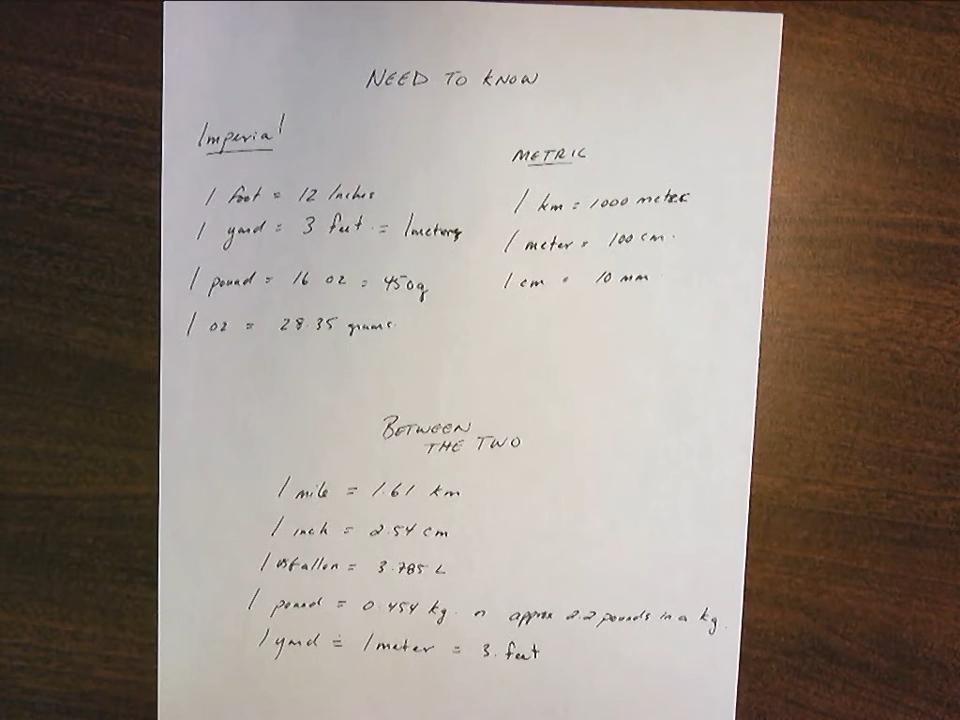 NEED TO KNOW
Imperial
1 foot = 12 Inches
1 yard = 3 feet = 1meters
1 pound = 16 oz = 450g
1 oz = 28.35 grams.
METRIC
1 km = 1000 meter
1 meter = 100 cm.
1 cm = 10 mm
BETWEEN
THE TWO
1 mile = 1.61 km
1 inch = 2.54 cm
1 usgallon = 3.785 L
1 pound = 0.454 kg. or approx 2.2 pounds in a kg.
1 yard ≐ 1 meter = 3. feet